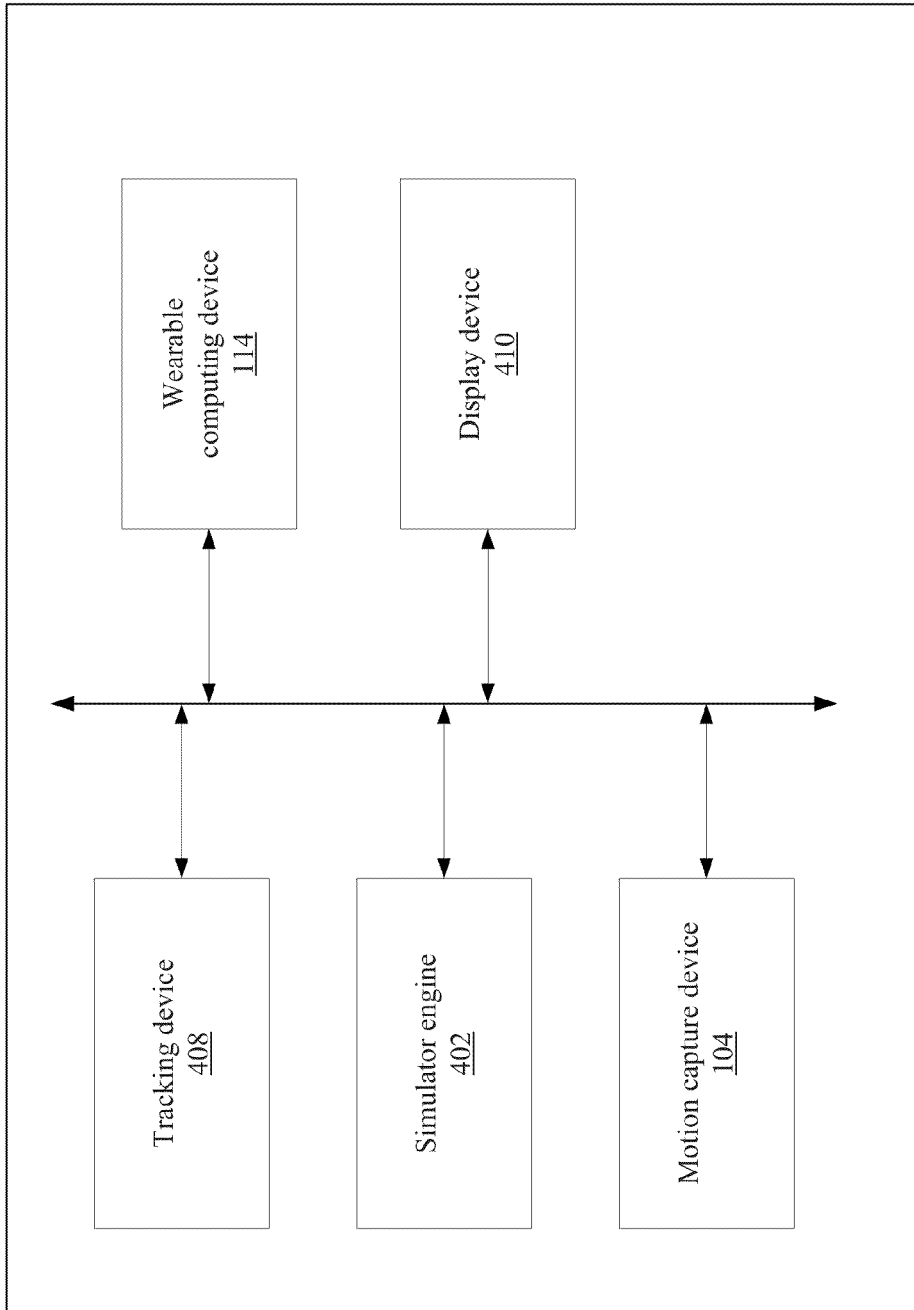 Tracking device
408
Simulator engine
402
Motion capture device
104
Wearable
computing device
114
Display device
410